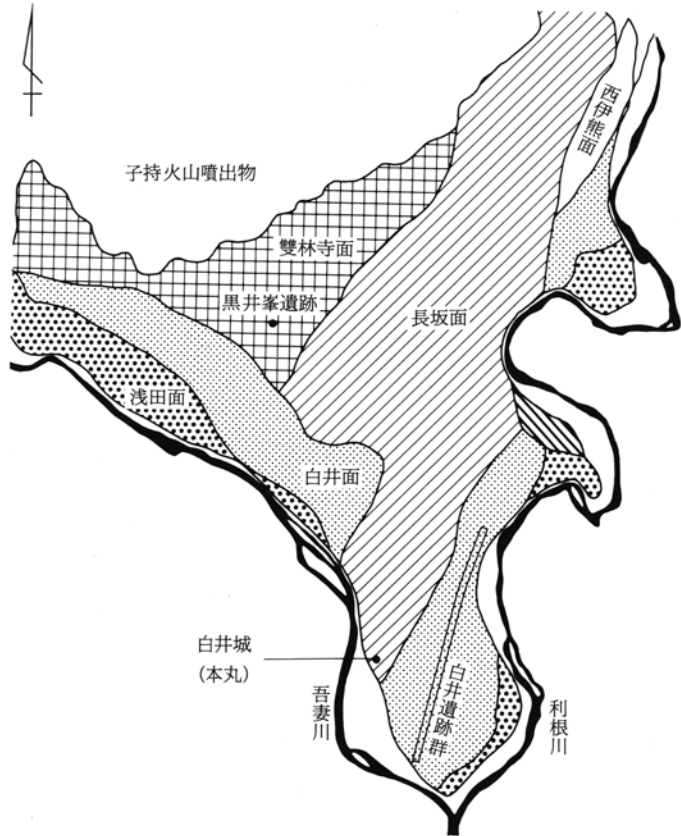 西伊熊面
子持火山噴出物
雙林寺面
黒井峯遺跡
長坂面
浅田面
白井面
白井城
(本丸)
白井遺跡群
吾妻川
利根川